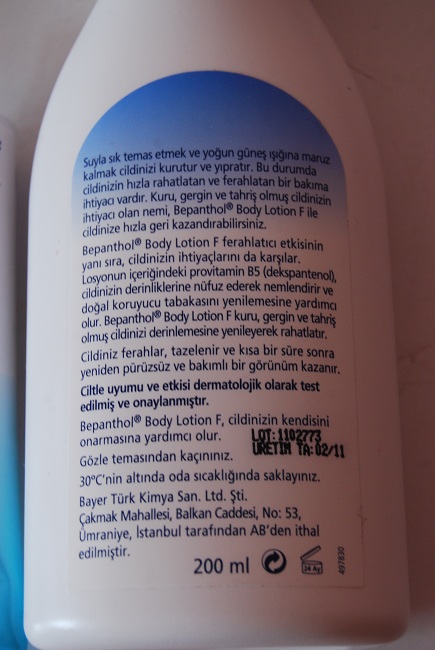 Suyla sık temas etmek ve yoğun güneş ışığına maruz
kalmak cildinizi kurutur ve yıpratır. Bu durumda
cildinizin hızla rahatlatan ve ferahlatan bir bakıma
ihtiyacı vardır. Kuru, gergin ve tahriş olmuş cildinizin
ihtiyacı olan nemi, Bepanthol® Body Lotion F ile
cildinize hızla geri kazandırabilirsiniz.
Bepanthol® Body Lotion F ferahlatıcı etkisinin
yanı sıra, cildinizin ihtiyaçlarını da karşılar.
Losyonun içeriğindeki provitamin B5 (dekspantenol),
cildinizin derinliklerine nüfuz ederek nemlendirir ve
doğal koruyucu tabakasını yenilemesine yardımcı
olur. Bepanthol® Body Lotion F kuru, gergin ve tahriş
olmuş cildinizi derinlemesine yenileyerek rahatlatır.
Cildiniz ferahlar, tazelenir ve kısa bir süre sonra
yeniden pürüzsüz ve bakımlı bir görünüm kazanır.
Ciltle uyumu ve etkisi dermatolojik olarak test
edilmiş ve onaylanmıştır.
Bepanthol® Body Lotion F, cildinizin kendisini
onarmasına yardımcı olur.
LOT:1102773
ÜRETİM TA:02/11
Gözle temasından kaçınınız.
30°C'nin altında oda sıcaklığında saklayınız.
Bayer Türk Kimya San. Ltd. Şti.
Çakmak Mahallesi, Balkan Caddesi, No: 53,
Ümraniye, İstanbul tarafından AB'den ithal
edilmiştir.
200 ml
24 Ay
497830